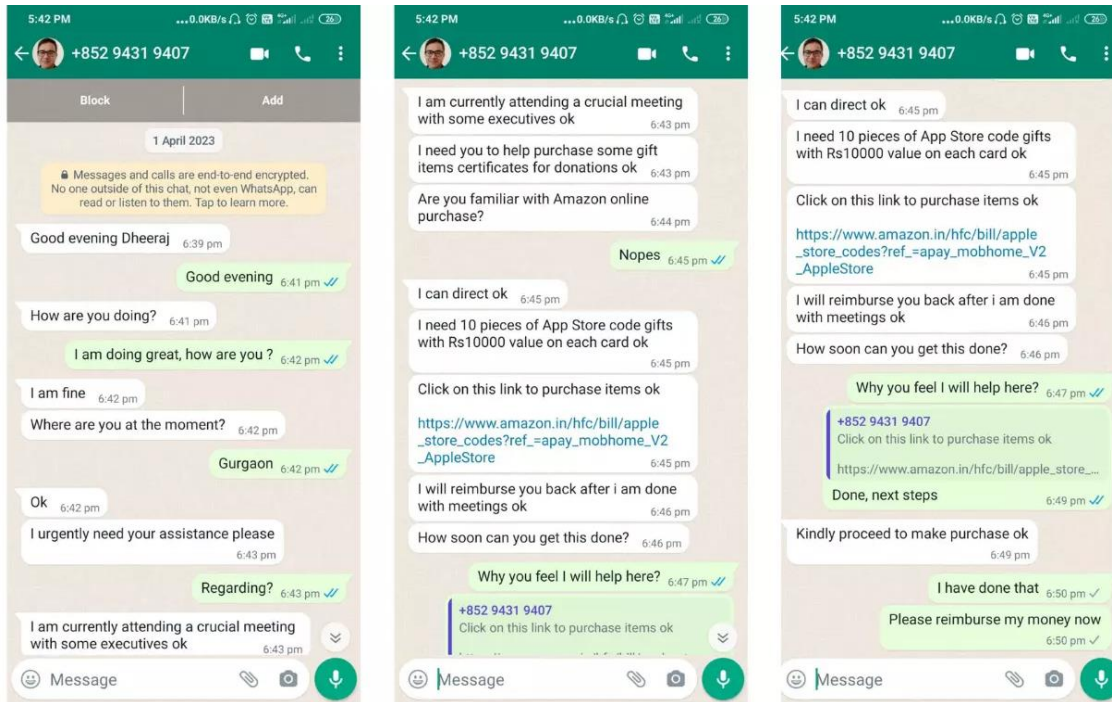 5:42 PM
...0.0KB/s
4G+
26
+852 9431 9407
Block
Add
1 April 2023
Messages and calls are end-to-end encrypted.
No one outside of this chat, not even WhatsApp, can
read or listen to them. Tap to learn more.
Good evening Dheeraj 6:39 pm
Good evening 6:41 pm
How are you doing? 6:41 pm
I am doing great, how are you ? 6:42 pm
I am fine 6:42 pm
Where are you at the moment? 6:42 pm
Gurgaon 6:42 pm
Ok 6:42 pm
I urgently need your assistance please
6:43 pm
Regarding? 6:43 pm
I am currently attending a crucial meeting
with some executives ok
6:43 pm
Message
5:42 PM
...0.0KB/s
4G+
26
+852 9431 9407
I am currently attending a crucial meeting
with some executives ok
6:43 pm
I need you to help purchase some gift
items certificates for donations ok 6:43 pm
Are you familiar with Amazon online
purchase?
6:44 pm
Nopes 6:45 pm
I can direct ok 6:45 pm
I need 10 pieces of App Store code gifts
with Rs10000 value on each card ok
6:45 pm
Click on this link to purchase items ok
https://www.amazon.in/hfc/bill/apple
_store_codes?ref_=apay_mobhome_V2
_AppleStore
6:45 pm
I will reimburse you back after i am done
with meetings ok
6:46 pm
How soon can you get this done? 6:46 pm
Why you feel I will help here? 6:47 pm
+852 9431 9407
Click on this link to purchase items ok
Message
5:42 PM
...0.0KB/s
4G+
26
+852 9431 9407
I can direct ok 6:45 pm
I need 10 pieces of App Store code gifts
with Rs10000 value on each card ok
6:45 pm
Click on this link to purchase items ok
https://www.amazon.in/hfc/bill/apple
_store_codes?ref_=apay_mobhome_V2
_AppleStore
6:45 pm
I will reimburse you back after i am done
with meetings ok
6:46 pm
How soon can you get this done? 6:46 pm
Why you feel I will help here? 6:47 pm
+852 9431 9407
Click on this link to purchase items ok
https://www.amazon.in/hfc/bill/apple_store_...
Done, next steps
6:49 pm
Kindly proceed to make purchase ok
6:49 pm
I have done that 6:50 pm
Please reimburse my money now
6:50 pm
Message